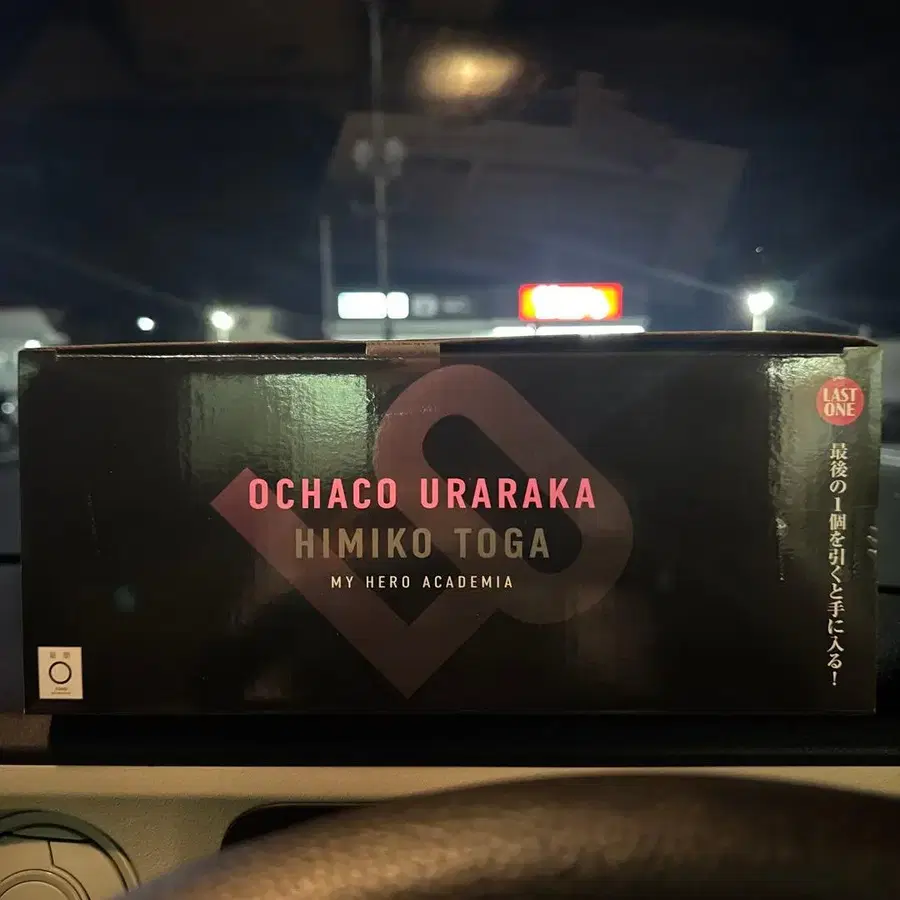 LAST
ONE
最後の1個を引くと手に入る!
OCHACO URARAKA
HIMIKO TOGA
MY HERO ACADEMIA